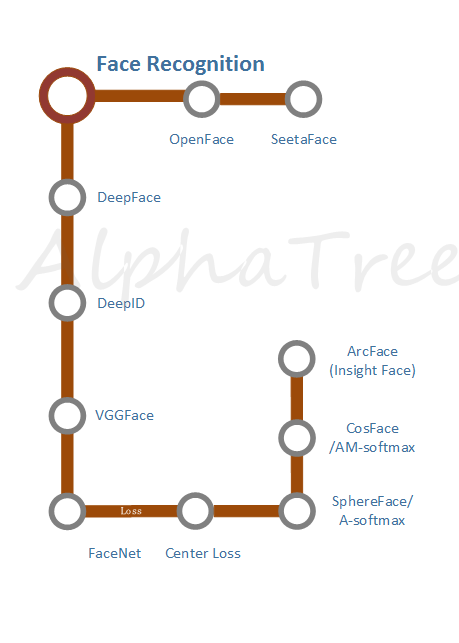 Face Recognition
OpenFace
SeetaFace
DeepFace
AlphaTree
DeepID
ArcFace
(Insight Face)
VGGFace
CosFace
/AM-softmax
SphereFace/
A-softmax
Loss
FaceNet
Center Loss